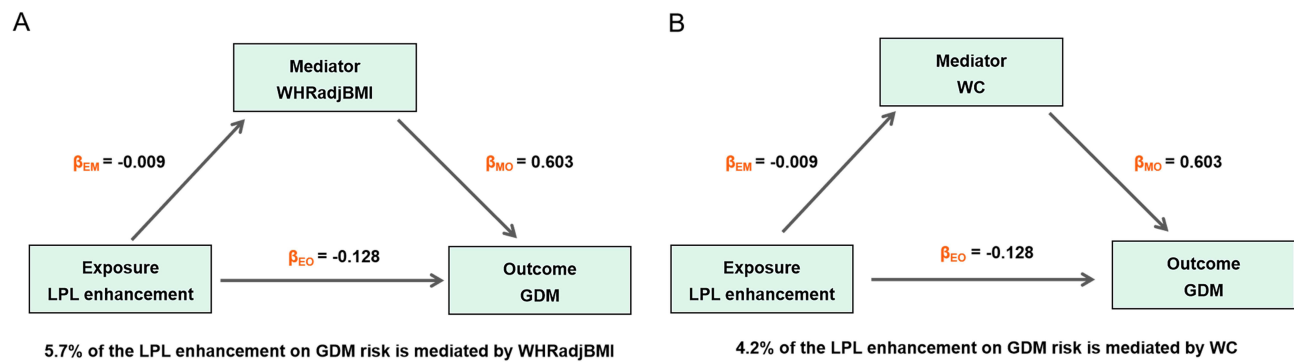 A
Mediator
WHRadjBMI
βEM = -0.009
βMO = 0.603
βEO = -0.128
Exposure
LPL enhancement
Outcome
GDM
5.7% of the LPL enhancement on GDM risk is mediated by WHRadjBMI
B
Mediator
WC
βEM = -0.009
βMO = 0.603
βEO = -0.128
Exposure
LPL enhancement
Outcome
GDM
4.2% of the LPL enhancement on GDM risk is mediated by WC